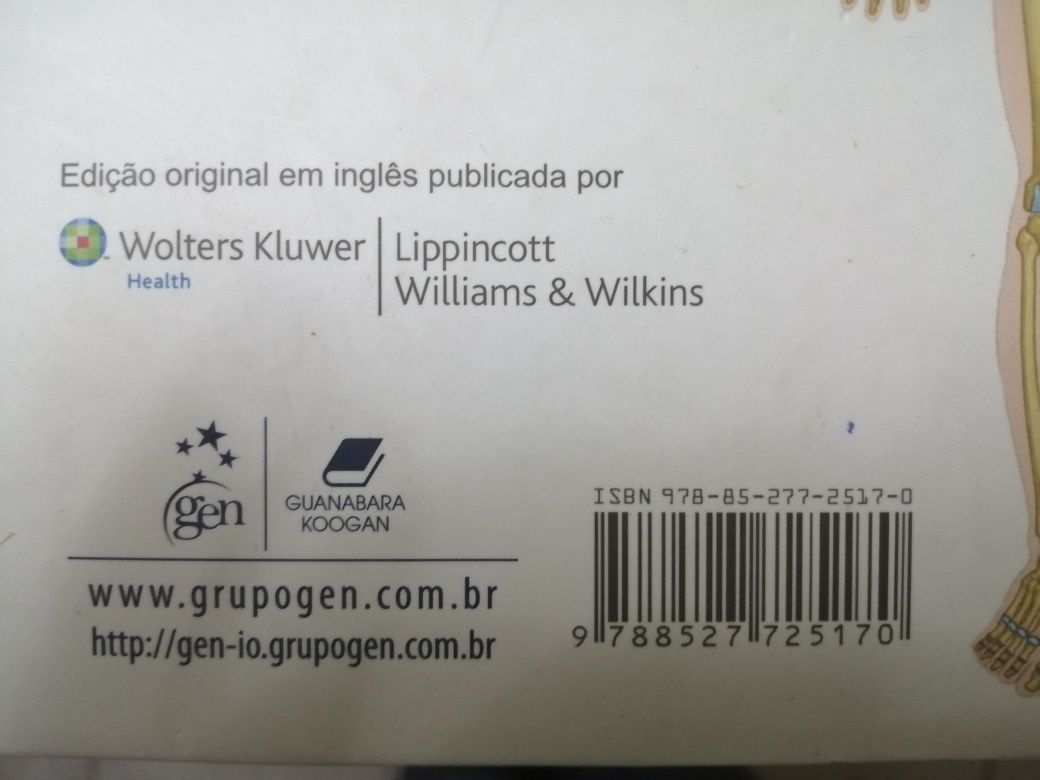 Edição original em inglês publicada por
Wolters Kluwer
Health
Lippincott
Williams & Wilkins
gen
GUANABARA
KOOGAN
www.grupogen.com.br
http://gen-io.grupogen.com.br
ISBN 978-85-277-2517-0
9 788527 725170